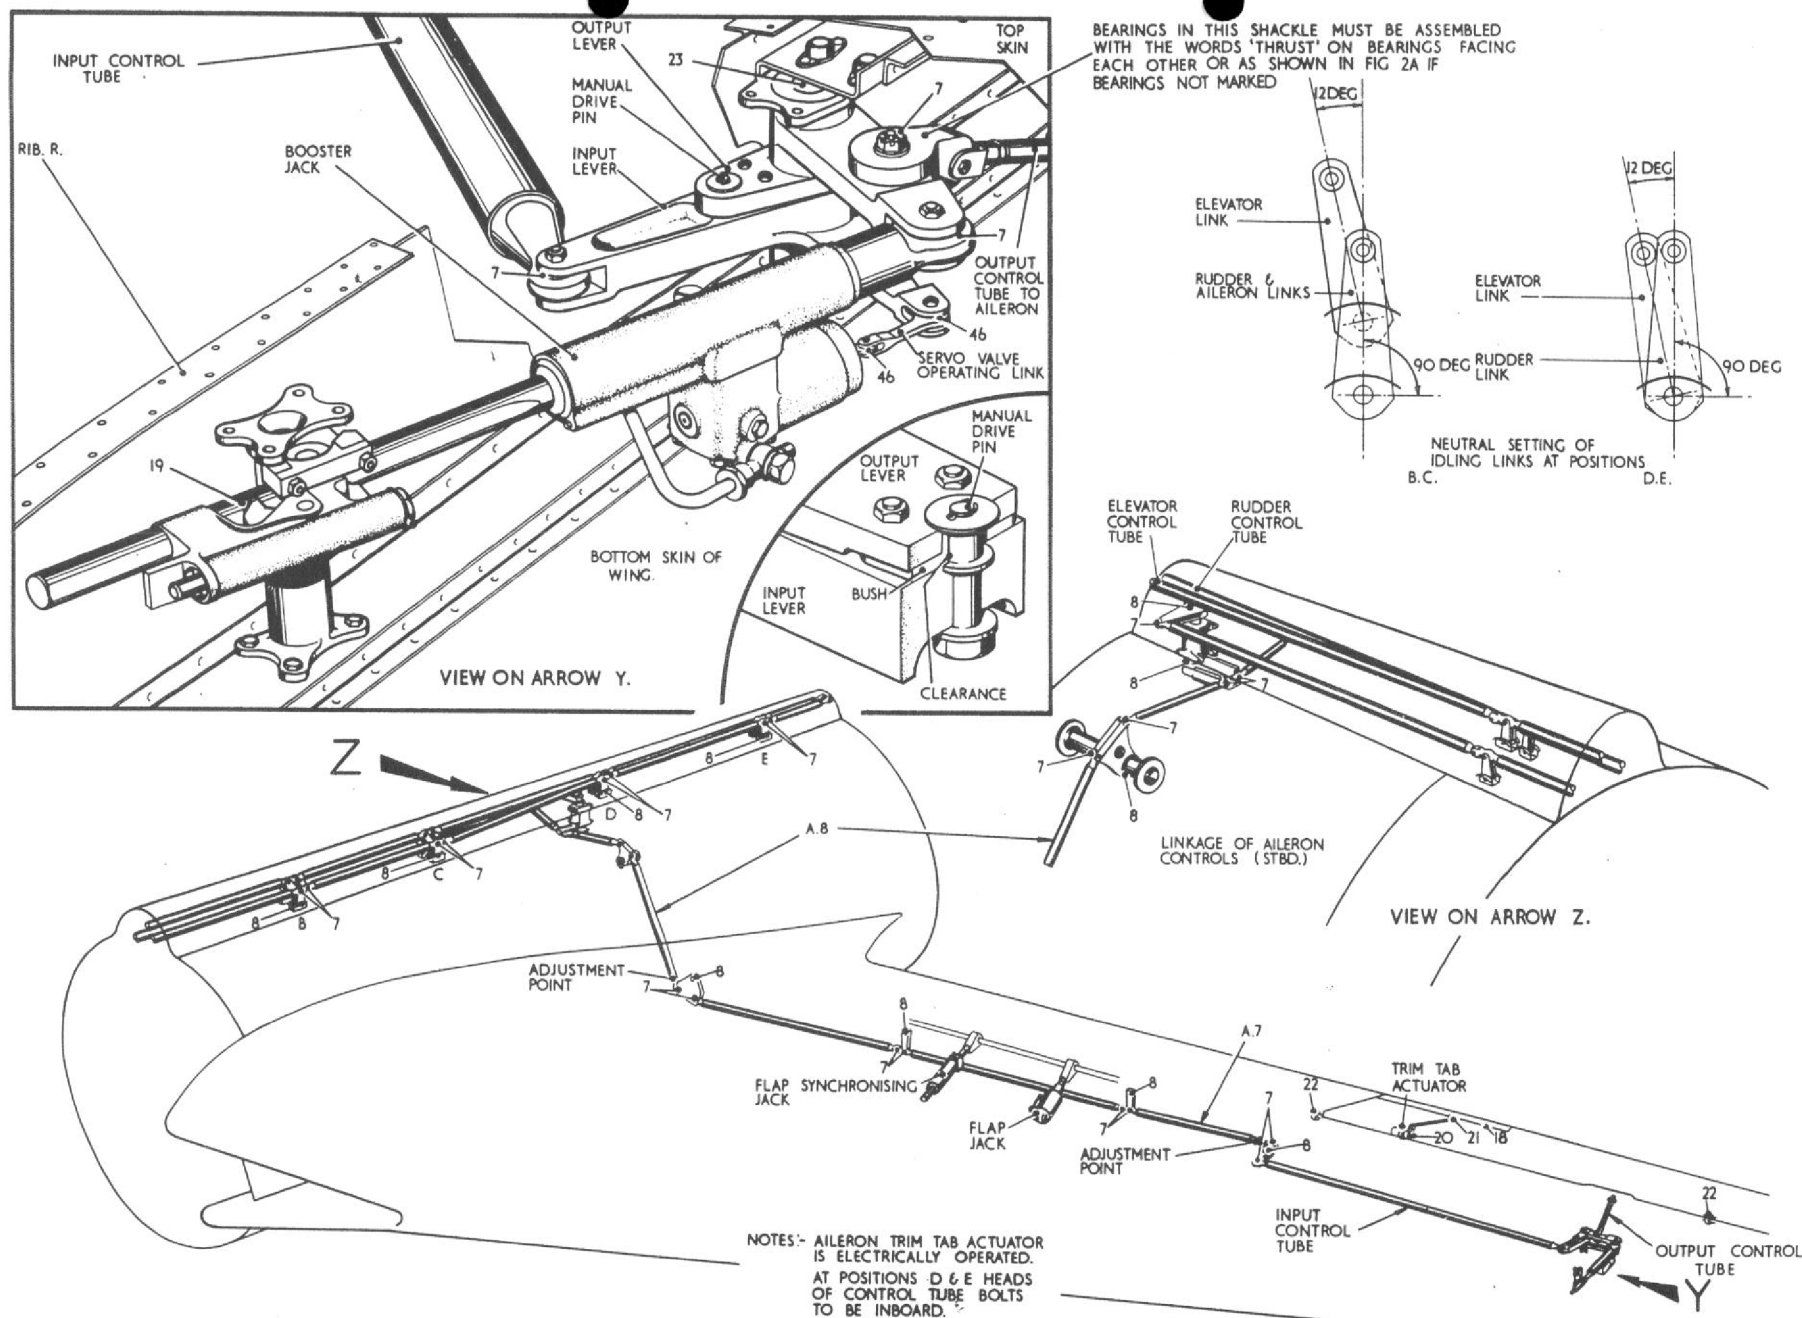 INPUT CONTROL
TUBE
RIB. R.
BOOSTER
JACK
OUTPUT
LEVER
23
MANUAL
DRIVE
PIN
INPUT
LEVER
TOP
SKIN
7
7
7
OUTPUT
CONTROL
TUBE TO
AILERON
46
SERVO VALVE
OPERATING LINK
46
19
BOTTOM SKIN OF
WING.
VIEW ON ARROW Y.
MANUAL
DRIVE
PIN
OUTPUT
LEVER
INPUT
LEVER
BUSH
CLEARANCE
BEARINGS IN THIS SHACKLE MUST BE ASSEMBLED
WITH THE WORDS 'THRUST' ON BEARINGS FACING
EACH OTHER OR AS SHOWN IN FIG 2A IF
BEARINGS NOT MARKED
12DEG
ELEVATOR
LINK
RUDDER &
AILERON LINKS
90 DEG
12 DEG
ELEVATOR
LINK
RUDDER
LINK
90 DEG
NEUTRAL SETTING OF
IDLING LINKS AT POSITIONS
B.C.
D.E.
ELEVATOR
CONTROL
TUBE
RUDDER
CONTROL
TUBE
8
7
8
7
7
7
8
LINKAGE OF AILERON
CONTROLS (STBD.)
VIEW ON ARROW Z.
Z
8
E
7
D
8
7
8
C
7
8
B
7
A.8
ADJUSTMENT
POINT
7
8
8
7
FLAP SYNCHRONISING
JACK
FLAP
JACK
8
7
A.7
ADJUSTMENT
POINT
7
8
22
TRIM TAB
ACTUATOR
20
21
18
22
INPUT
CONTROL
TUBE
OUTPUT CONTROL
TUBE
Y
NOTES:- AILERON TRIM TAB ACTUATOR
IS ELECTRICALLY OPERATED.
AT POSITIONS D & E HEADS
OF CONTROL TUBE BOLTS
TO BE INBOARD.